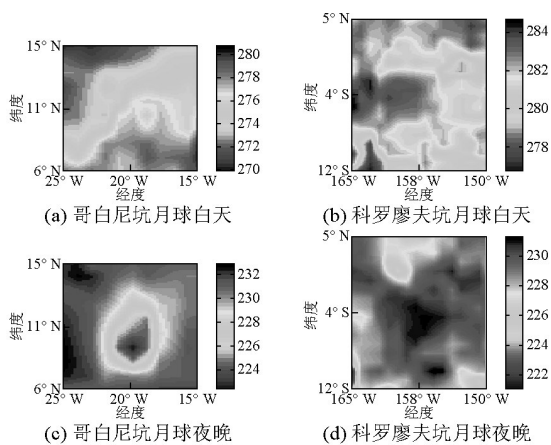 15° N
11° N
6° N
纬度
25° W
20° W
15° W
经度
280
278
276
274
272
270
(a) 哥白尼坑月球白天
5° N
4° N
12° S
纬度
165° W
158° W
150° W
经度
284
282
280
278
(b) 科罗廖夫坑月球白天
15° N
11° N
6° N
纬度
25° W
20° W
15° W
经度
232
230
228
226
224
(c) 哥白尼坑月球夜晚
5° N
4° N
12° S
纬度
165° W
158° W
150° W
经度
230
228
226
224
222
(d) 科罗廖夫坑月球夜晚